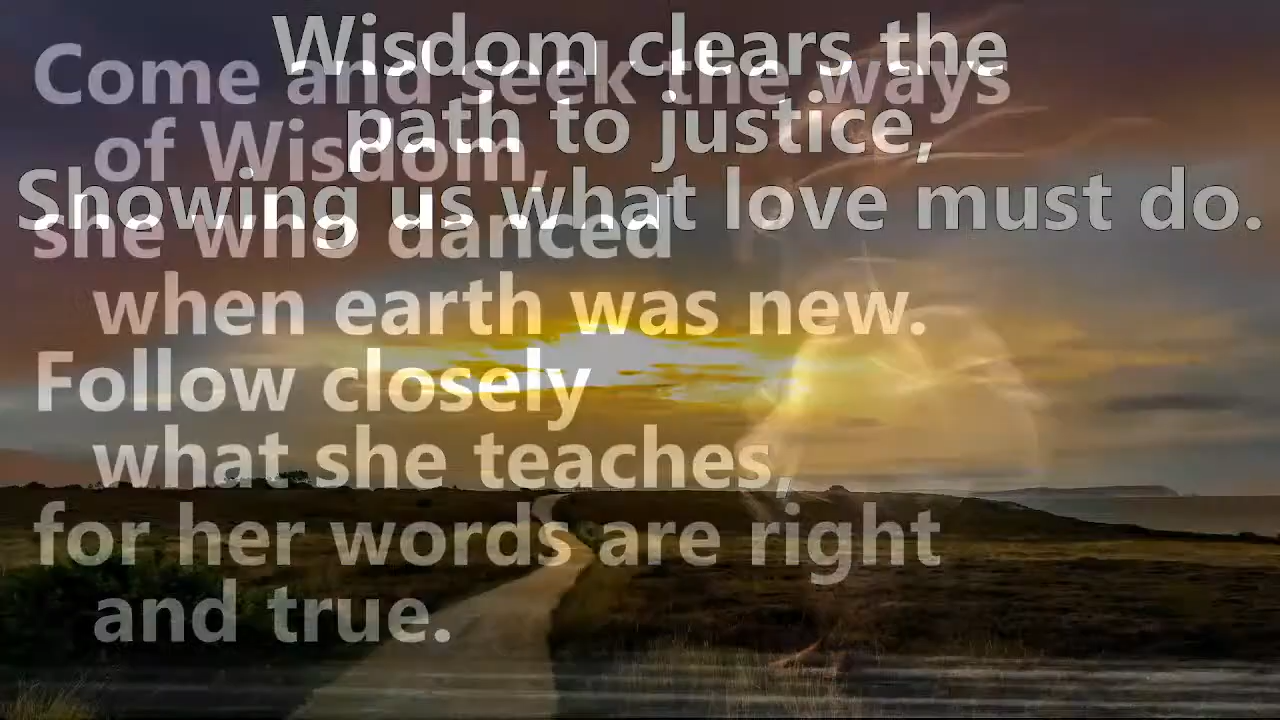 Wisdom clears the
path to justice,
Showing us what love must do.
Come and seek the ways
of Wisdom,
she who danced
when earth was new.
Follow closely
what she teaches,
for her words are right
and true.